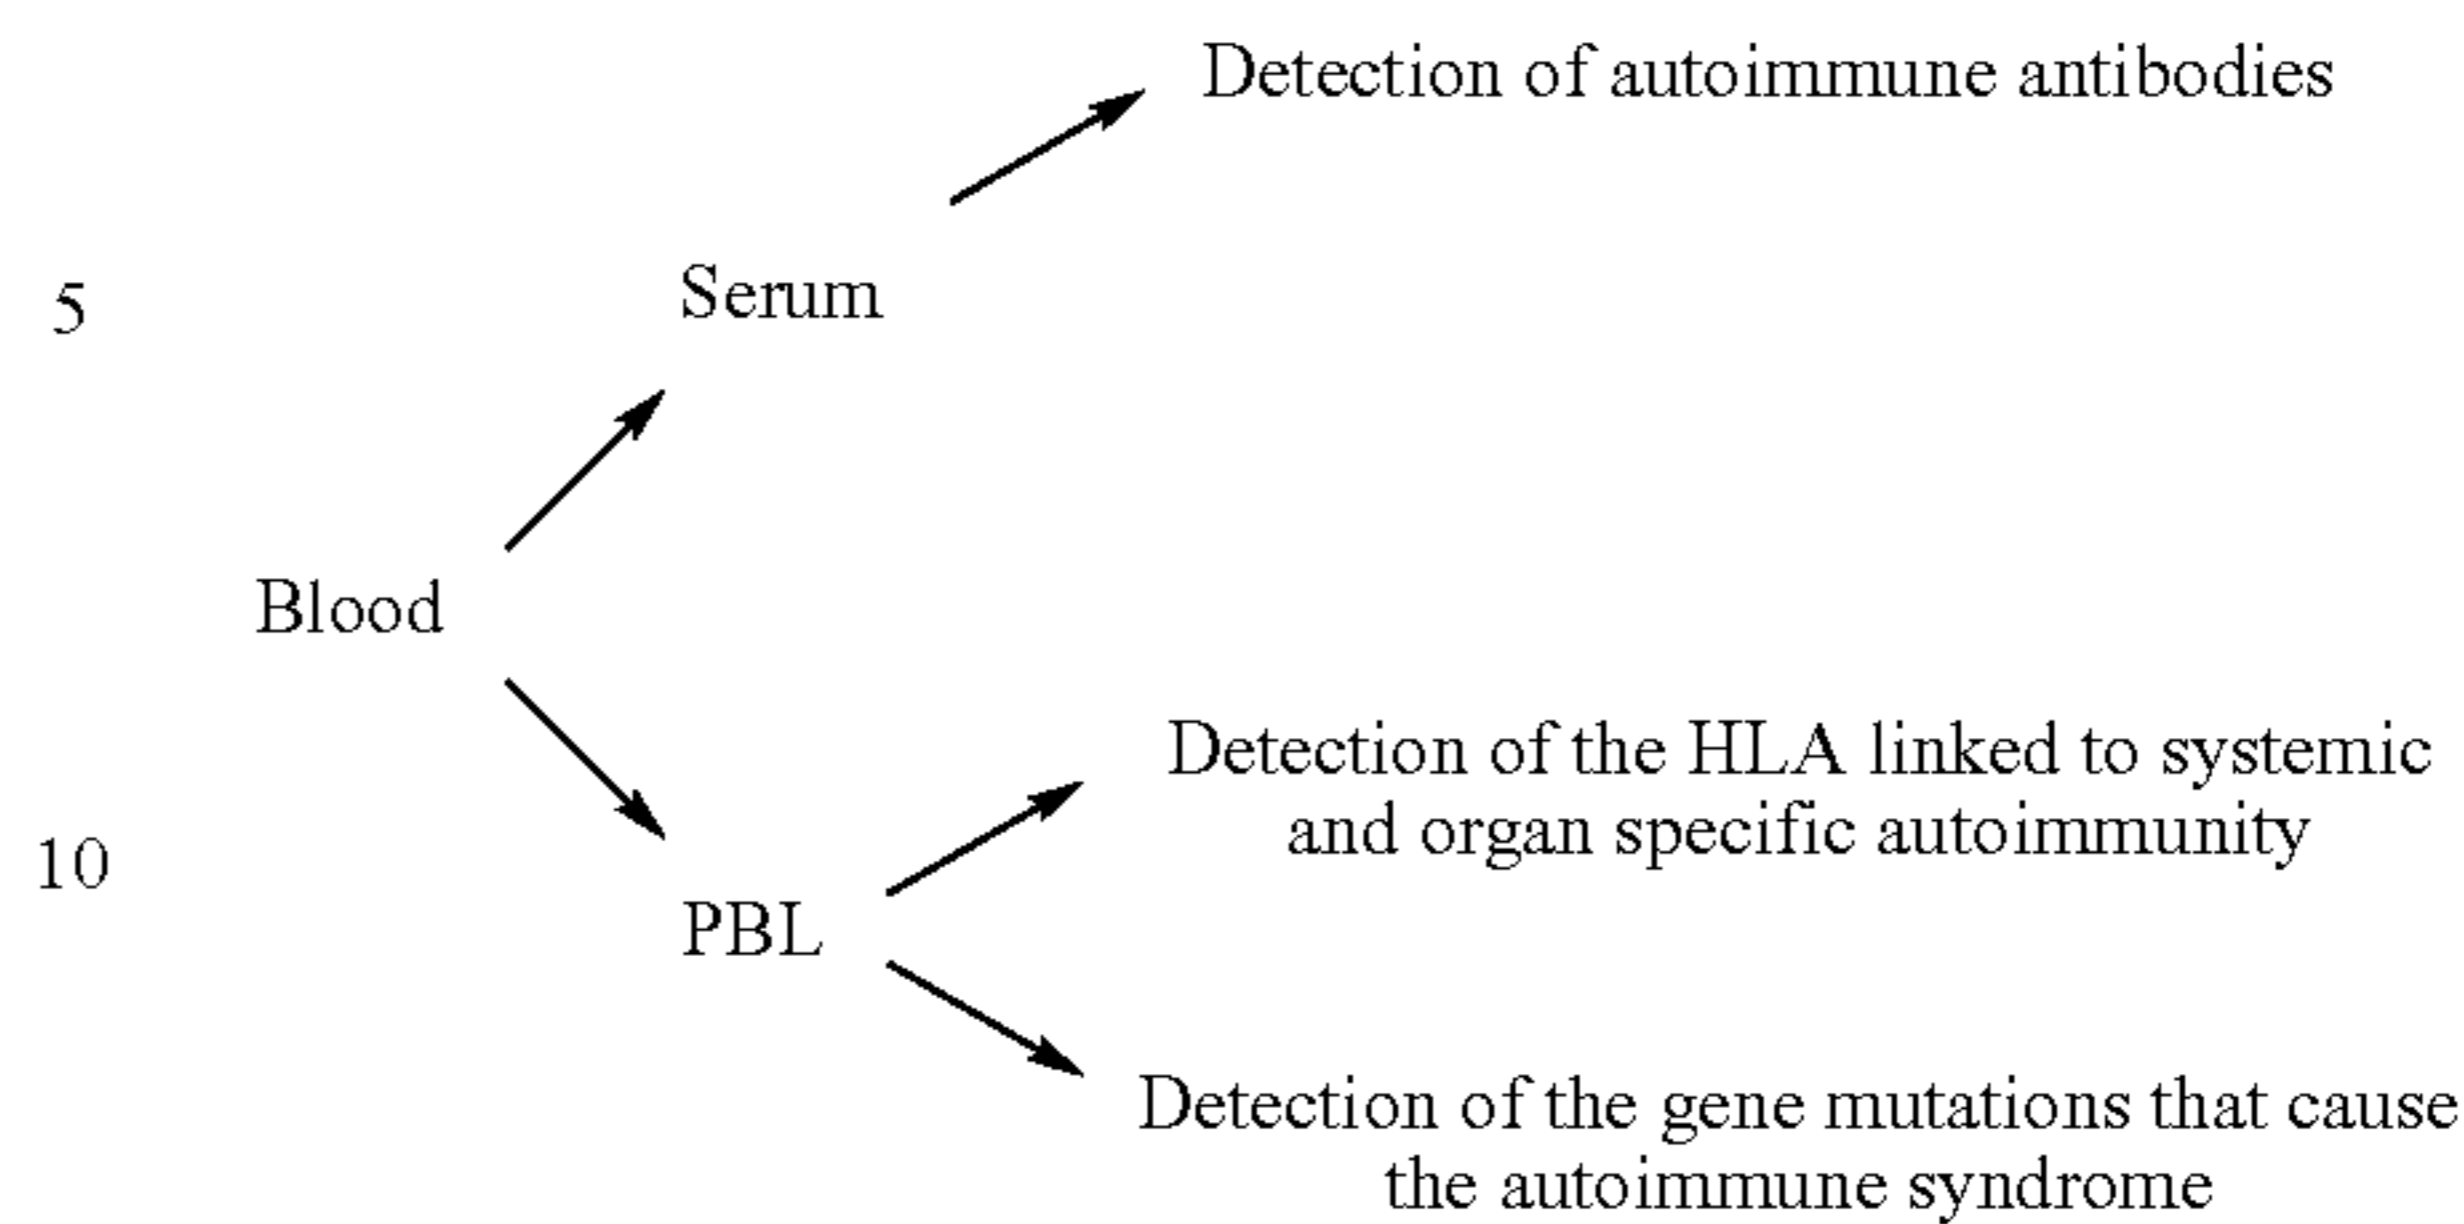 Detection of autoimmune antibodies
5
Serum
Blood
Detection of the HLA linked to systemic
and organ specific autoimmunity
10
PBL
Detection of the gene mutations that cause
the autoimmune syndrome